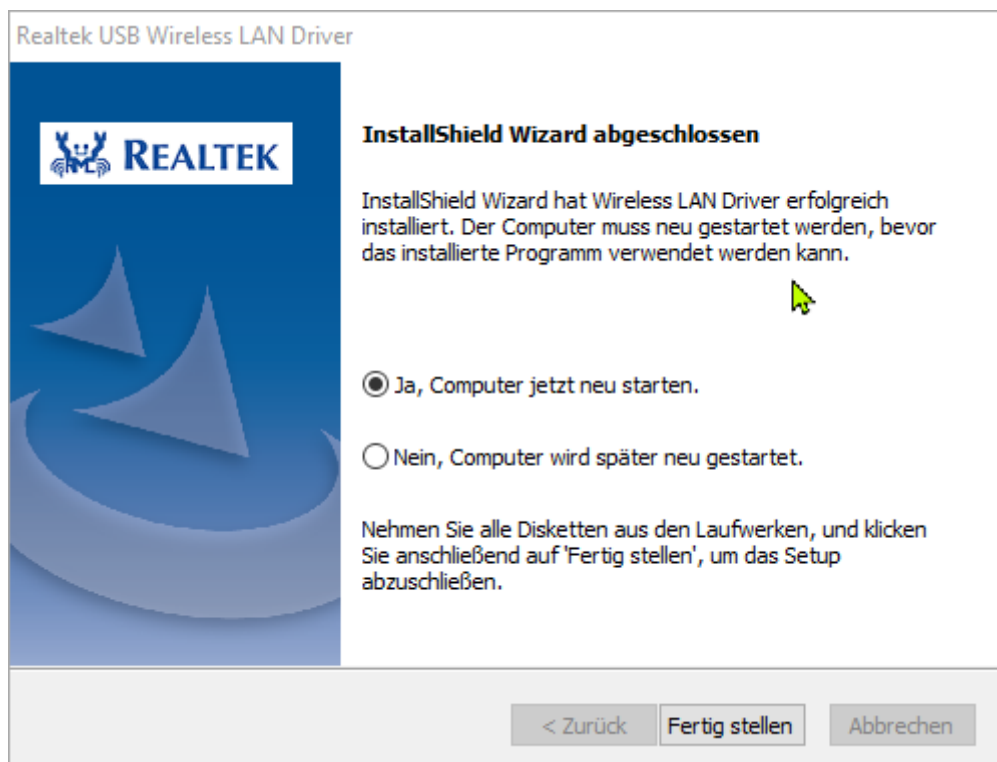 Realtek USB Wireless LAN Driver
REALTEK
InstallShield Wizard abgeschlossen
InstallShield Wizard hat Wireless LAN Driver erfolgreich
installiert. Der Computer muss neu gestartet werden, bevor
das installierte Programm verwendet werden kann.
Ja, Computer jetzt neu starten.
Nein, Computer wird später neu gestartet.
Nehmen Sie alle Disketten aus den Laufwerken, und klicken
Sie anschließend auf 'Fertig stellen', um das Setup
abzuschließen.
< Zurück
Fertig stellen
Abbrechen